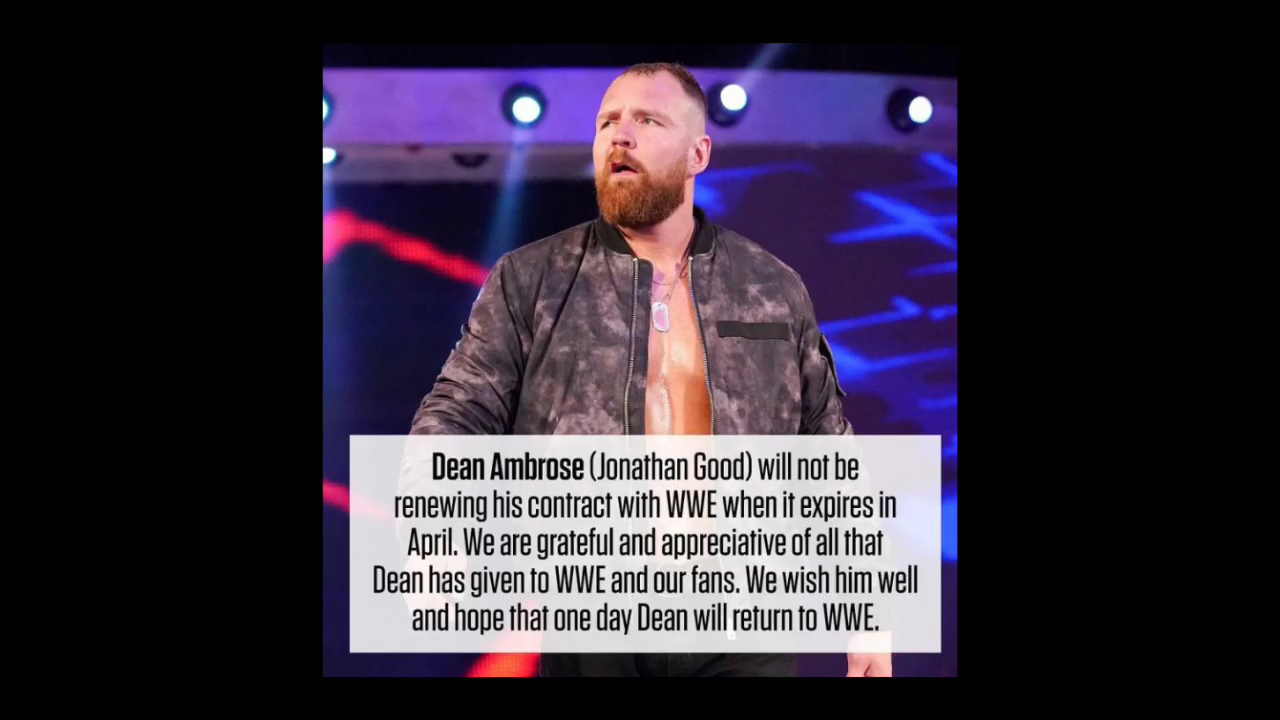 Dean Ambrose (Jonathan Good) will not be
renewing his contract with WWE when it expires in
April. We are grateful and appreciative of all that
Dean has given to WWE and our fans. We wish him well
and hope that one day Dean will return to WWE.